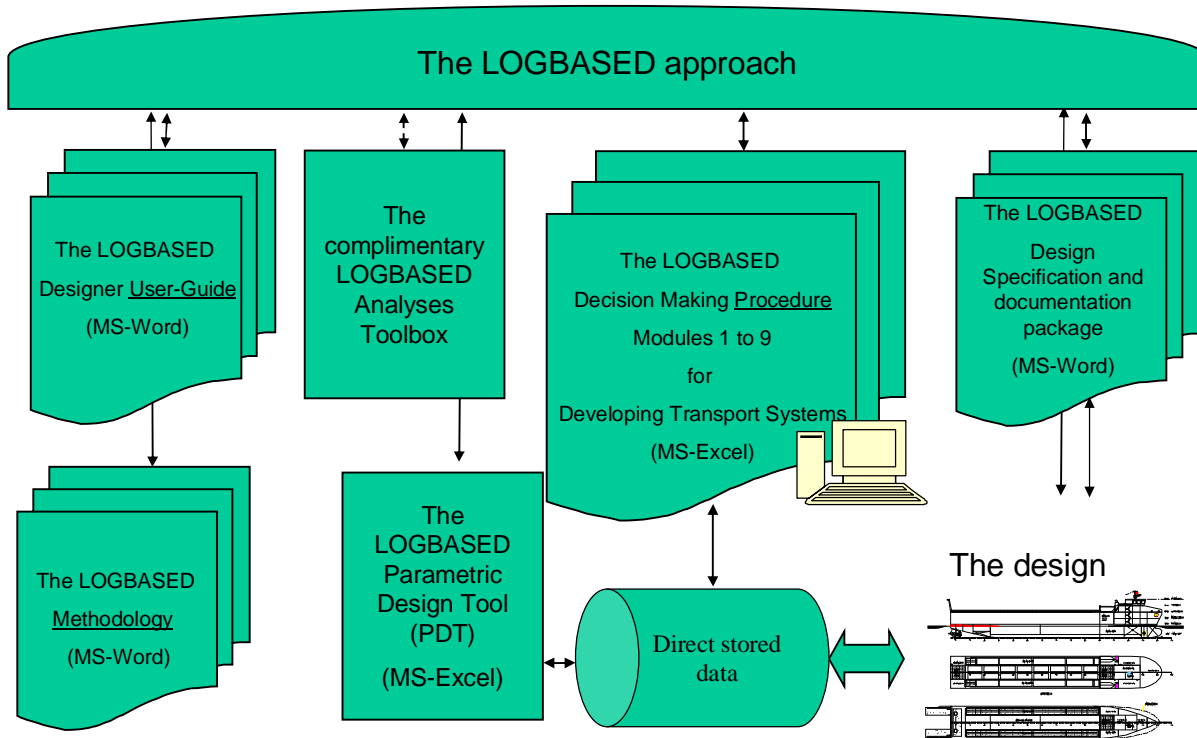 The LOGBASED approach
The LOGBASED
Designer User-Guide
(MS-Word)
The
complimentary
LOGBASED
Analyses
Toolbox
The LOGBASED
Decision Making Procedure
Modules 1 to 9
for
Developing Transport Systems
(MS-Excel)
The LOGBASED
Design
Specification and
documentation
package
(MS-Word)
The LOGBASED
Methodology
(MS-Word)
The
LOGBASED
Parametric
Design Tool
(PDT)
(MS-Excel)
Direct stored
data
The design